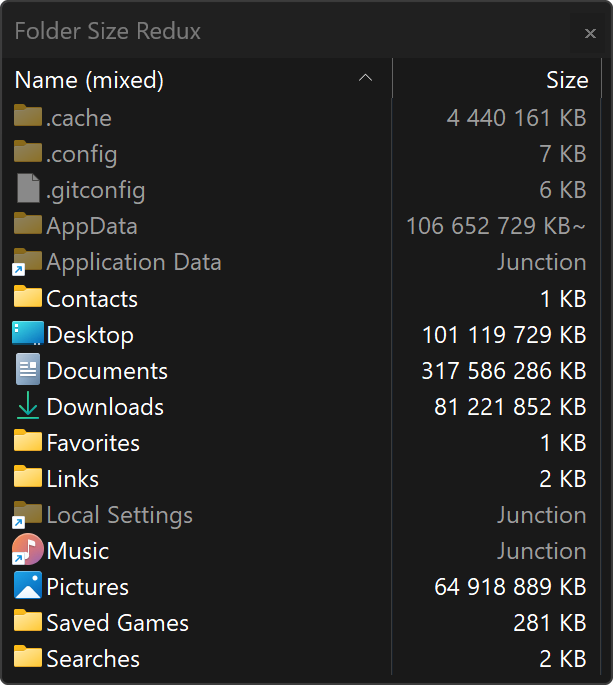 Folder Size Redux
Name (mixed) Size
.cache 4 440 161 KB
.config 7 KB
.gitconfig 6 KB
AppData 106 652 729 KB~
Application Data Junction
Contacts 1 KB
Desktop 101 119 729 KB
Documents 317 586 286 KB
Downloads 81 221 852 KB
Favorites 1 KB
Links 2 KB
Local Settings Junction
Music Junction
Pictures 64 918 889 KB
Saved Games 281 KB
Searches 2 KB